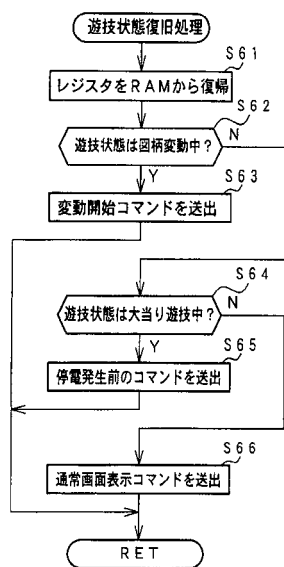 遊技状態復旧処理
S61
レジスタをRAMから復帰
S62
遊技状態は図柄変動中?
N
Y
S63
変動開始コマンドを送出
S64
遊技状態は大当り遊技中?
N
Y
S65
停電発生前のコマンドを送出
S66
通常画面表示コマンドを送出
RET